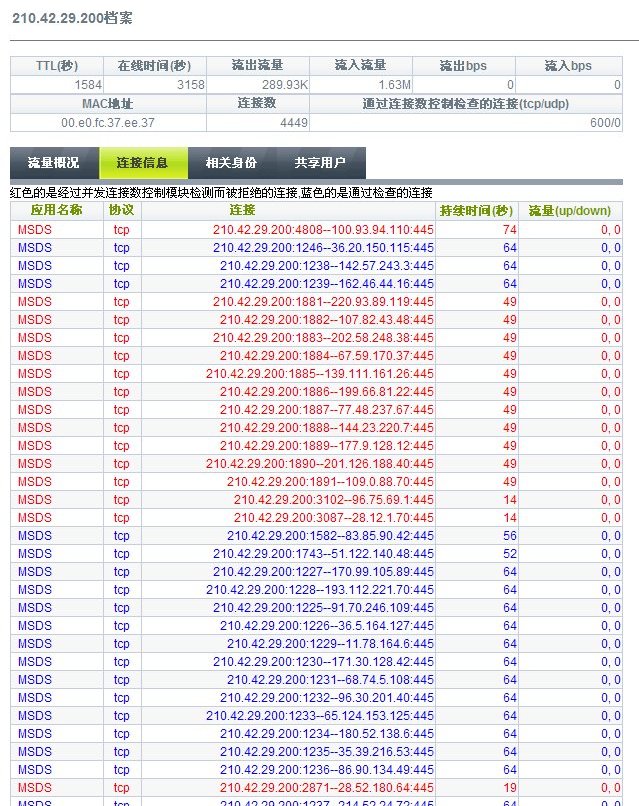 210.42.29.200档案
TTL(秒) 在线时间(秒) 流出流量 流入流量 流出bps 流入bps
1584 3158 289.93K 1.63M 0 0
MAC地址 连接数 通过连接数控制检查的连接(tcp/udp)
00.e0.fc.37.ee.37 4449 600/0
流量概况 连接信息 相关身份 共享用户
红色的是经过并发连接数控制模块检测而被拒绝的连接,蓝色的是通过检查的连接
应用名称 协议 连接 持续时间(秒) 流量(up/down)
MSDS tcp 210.42.29.200:4808--100.93.94.110:445 74 0, 0
MSDS tcp 210.42.29.200:1246--36.20.150.115:445 64 0, 0
MSDS tcp 210.42.29.200:1238--142.57.243.3:445 64 0, 0
MSDS tcp 210.42.29.200:1239--162.46.44.16:445 64 0, 0
MSDS tcp 210.42.29.200:1881--220.93.89.119:445 49 0, 0
MSDS tcp 210.42.29.200:1882--107.82.43.48:445 49 0, 0
MSDS tcp 210.42.29.200:1883--202.58.248.38:445 49 0, 0
MSDS tcp 210.42.29.200:1884--67.59.170.37:445 49 0, 0
MSDS tcp 210.42.29.200:1885--139.111.161.26:445 49 0, 0
MSDS tcp 210.42.29.200:1886--199.66.81.22:445 49 0, 0
MSDS tcp 210.42.29.200:1887--77.48.237.67:445 49 0, 0
MSDS tcp 210.42.29.200:1888--144.23.220.7:445 49 0, 0
MSDS tcp 210.42.29.200:1889--177.9.128.12:445 49 0, 0
MSDS tcp 210.42.29.200:1890--201.126.188.40:445 49 0, 0
MSDS tcp 210.42.29.200:1891--109.0.88.70:445 49 0, 0
MSDS tcp 210.42.29.200:3102--96.75.69.1:445 14 0, 0
MSDS tcp 210.42.29.200:3087--28.12.1.70:445 14 0, 0
MSDS tcp 210.42.29.200:1582--83.85.90.42:445 56 0, 0
MSDS tcp 210.42.29.200:1743--51.122.140.48:445 52 0, 0
MSDS tcp 210.42.29.200:1227--170.99.105.89:445 64 0, 0
MSDS tcp 210.42.29.200:1228--193.112.221.70:445 64 0, 0
MSDS tcp 210.42.29.200:1225--91.70.246.109:445 64 0, 0
MSDS tcp 210.42.29.200:1226--36.5.164.127:445 64 0, 0
MSDS tcp 210.42.29.200:1229--11.78.164.6:445 64 0, 0
MSDS tcp 210.42.29.200:1230--171.30.128.42:445 64 0, 0
MSDS tcp 210.42.29.200:1231--68.74.5.108:445 64 0, 0
MSDS tcp 210.42.29.200:1232--96.30.201.40:445 64 0, 0
MSDS tcp 210.42.29.200:1233--65.124.153.125:445 64 0, 0
MSDS tcp 210.42.29.200:1234--180.52.138.6:445 64 0, 0
MSDS tcp 210.42.29.200:1235--35.39.216.53:445 64 0, 0
MSDS tcp 210.42.29.200:1236--86.90.134.49:445 64 0, 0
MSDS tcp 210.42.29.200:2871--28.52.180.64:445 19 0, 0
MSDS tcp 210.42.29.200:1237--214.52.24.72:445 64 0, 0